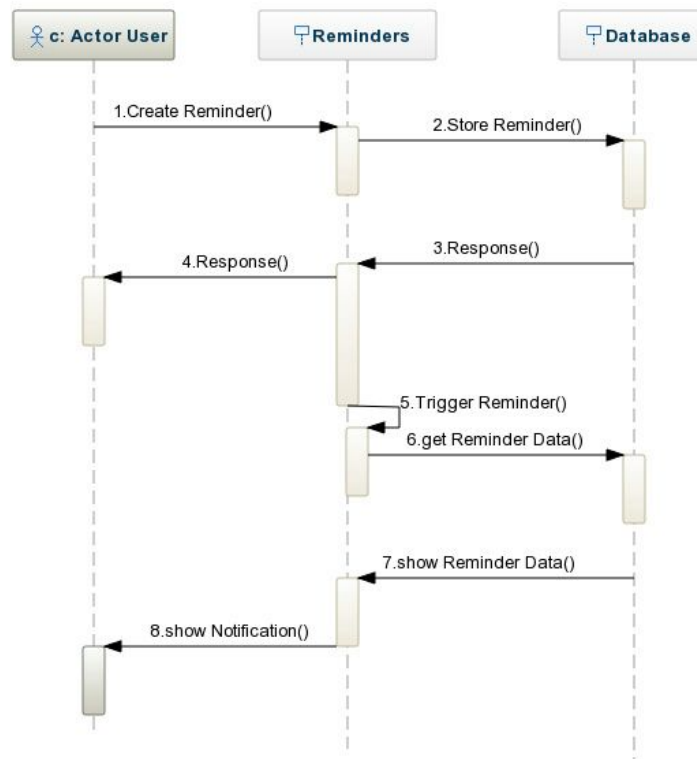 c: Actor User
Reminders
Database
1.Create Reminder()
2.Store Reminder()
3.Response()
4.Response()
5.Trigger Reminder()
6.get Reminder Data()
7.show Reminder Data()
8.show Notification()